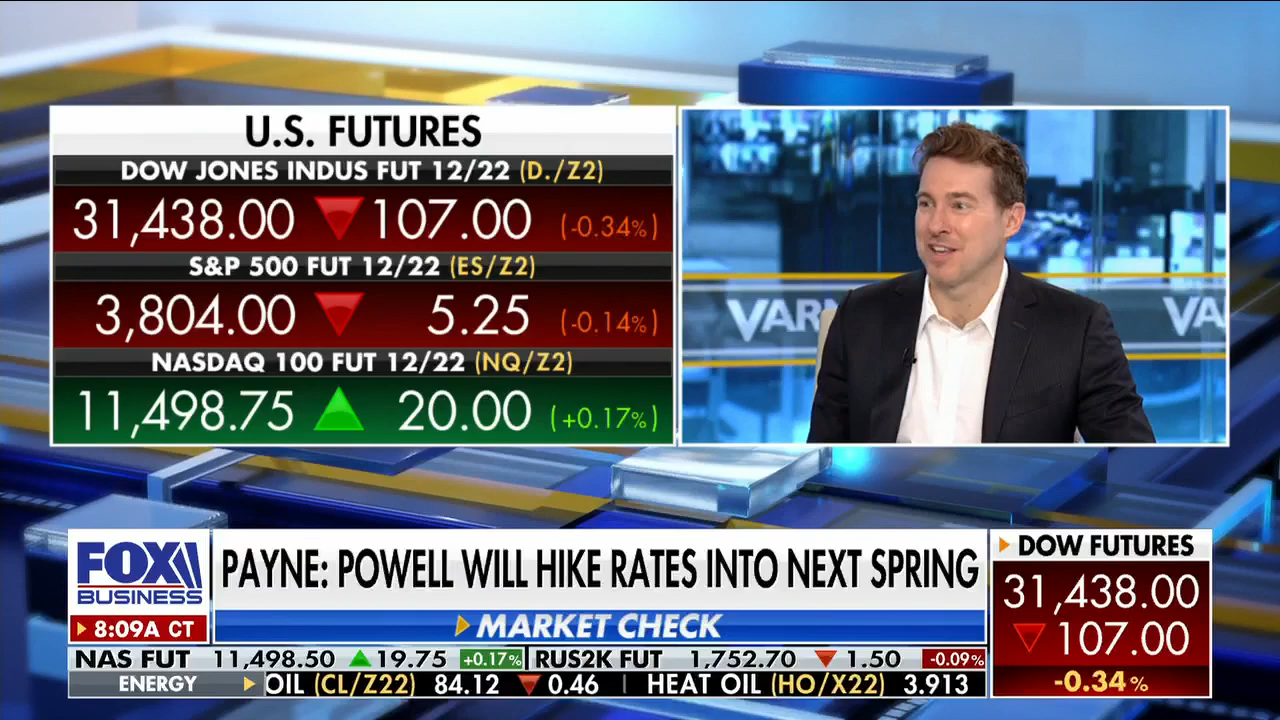 U.S. FUTURES
DOW JONES INDUS FUT 12/22 (D./Z2)
31,438.00 107.00 (-0.34%)
S&P 500 FUT 12/22 (ES/Z2)
3,804.00 5.25 (-0.14%)
NASDAQ 100 FUT 12/22 (NQ/Z2)
11,498.75 20.00 (+0.17%)
VARN
VA
FOX
BUSINESS
8:09A CT
PAYNE: POWELL WILL HIKE RATES INTO NEXT SPRING
MARKET CHECK
DOW FUTURES
31,438.00
107.00
-0.34%
NAS FUT 11,498.50 19.75 +0.17% RUS2K FUT 1,752.70 1.50 -0.09%
ENERGY OIL (CL/Z22) 84.12 0.46 HEAT OIL (HO/X22) 3.913